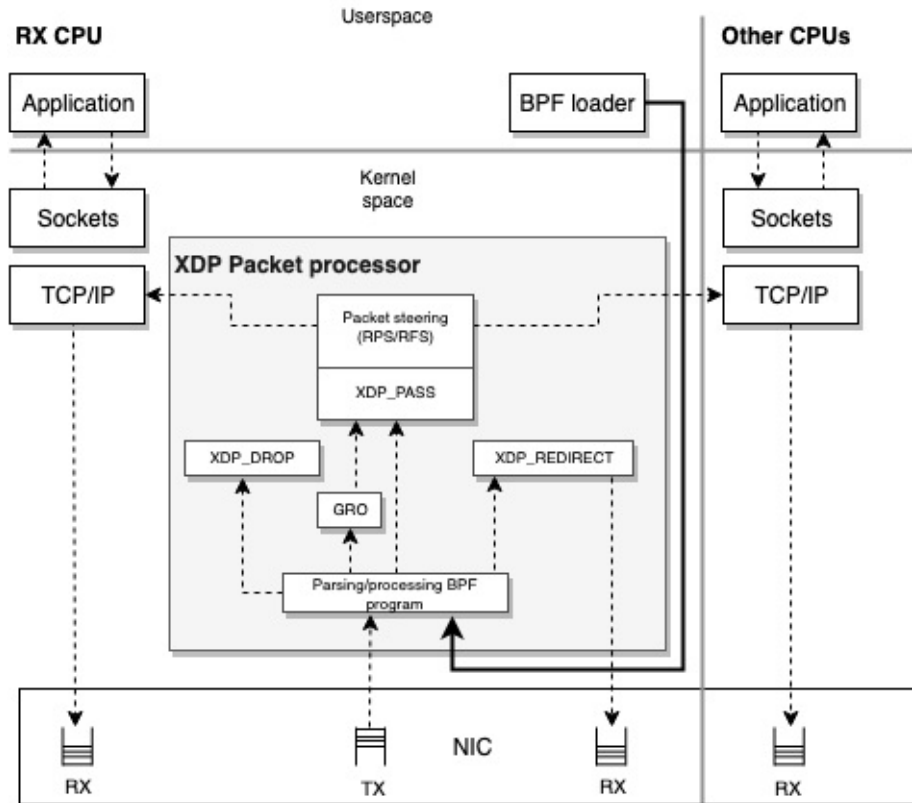 Userspace
RX CPU
Other CPUs
Application
BPF loader
Application
Kernel
space
Sockets
Sockets
XDP Packet processor
TCP/IP
TCP/IP
Packet steering
(RPS/RFS)
XDP_PASS
XDP_DROP
XDP_REDIRECT
GRO
Parsing/processing BPF
program
NIC
RX
TX
RX
RX